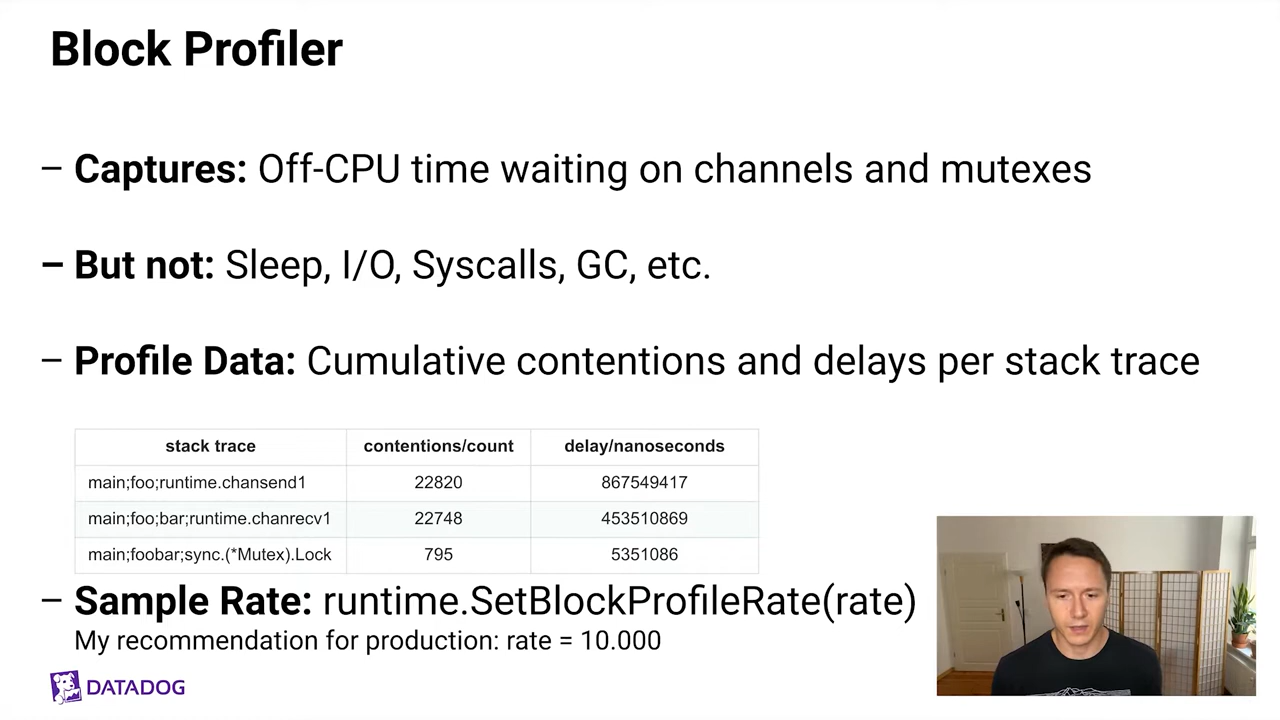 Block Profiler
– Captures: Off-CPU time waiting on channels and mutexes
– But not: Sleep, I/O, Syscalls, GC, etc.
– Profile Data: Cumulative contentions and delays per stack trace
stack trace contentions/count delay/nanoseconds
main;foo;runtime.chansend1 22820 867549417
main;foo;bar;runtime.chanrecv1 22748 453510869
main;foobar;sync.(*Mutex).Lock 795 5351086
– Sample Rate: runtime.SetBlockProfileRate(rate)
My recommendation for production: rate = 10.000
DATADOG